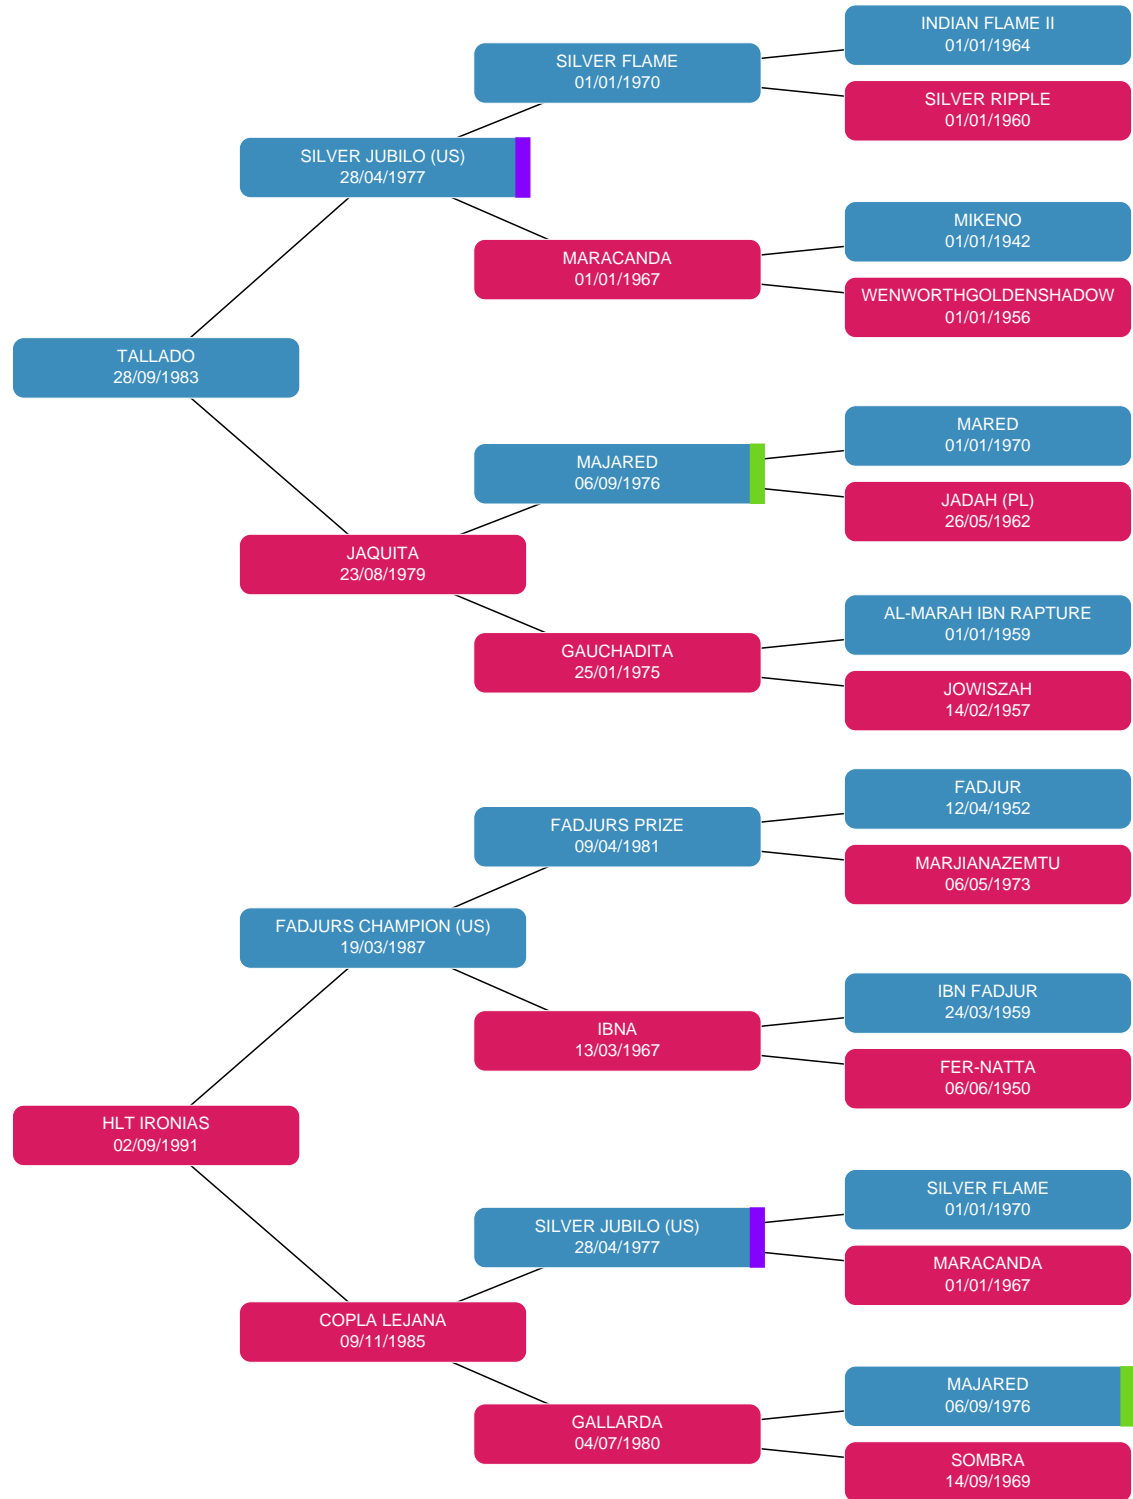 INDIAN FLAME II
01/01/1964
SILVER FLAME
01/01/1970
SILVER RIPPLE
01/01/1960
SILVER JUBILO (US)
28/04/1977
MIKENO
01/01/1942
MARACANDA
01/01/1967
WENWORTHGOLDENSHADOW
01/01/1956
TALLADO
28/09/1983
MARED
01/01/1970
MAJARED
06/09/1976
JADAH (PL)
26/05/1962
JAQUITA
23/08/1979
AL-MARAH IBN RAPTURE
01/01/1959
GAUCHADITA
25/01/1975
JOWISZAH
14/02/1957
FADJUR
12/04/1952
FADJURS PRIZE
09/04/1981
MARJIANAZEMTU
06/05/1973
FADJURS CHAMPION (US)
19/03/1987
IBN FADJUR
24/03/1959
IBNA
13/03/1967
FER-NATTA
06/06/1950
HLT IRONIAS
02/09/1991
SILVER FLAME
01/01/1970
SILVER JUBILO (US)
28/04/1977
MARACANDA
01/01/1967
COPLA LEJANA
09/11/1985
MAJARED
06/09/1976
GALLARDA
04/07/1980
SOMBRA
14/09/1969